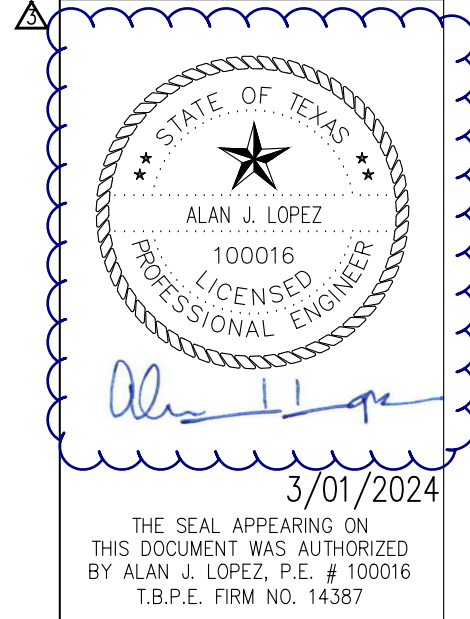 3
STATE OF TEXAS
ALAN J. LOPEZ
100016
LICENSED
PROFESSIONAL ENGINEER
3/01/2024
THE SEAL APPEARING ON
THIS DOCUMENT WAS AUTHORIZED
BY ALAN J. LOPEZ, P.E. # 100016
T.B.P.E. FIRM NO. 14387